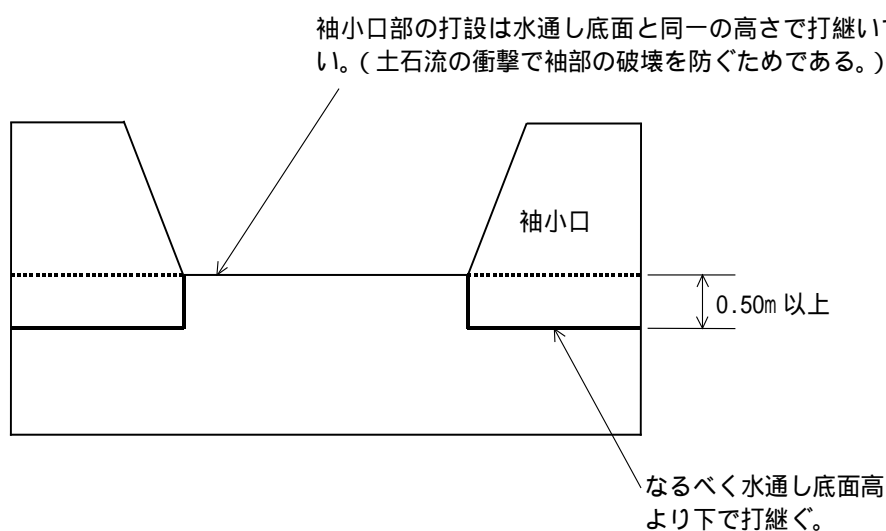 袖小口部の打設は水通し底面と同一の高さで打継い
い。(土石流の衝撃で袖部の破壊を防ぐためである。)
袖小口
0.50m 以上
なるべく水通し底面高
より下で打継ぐ。